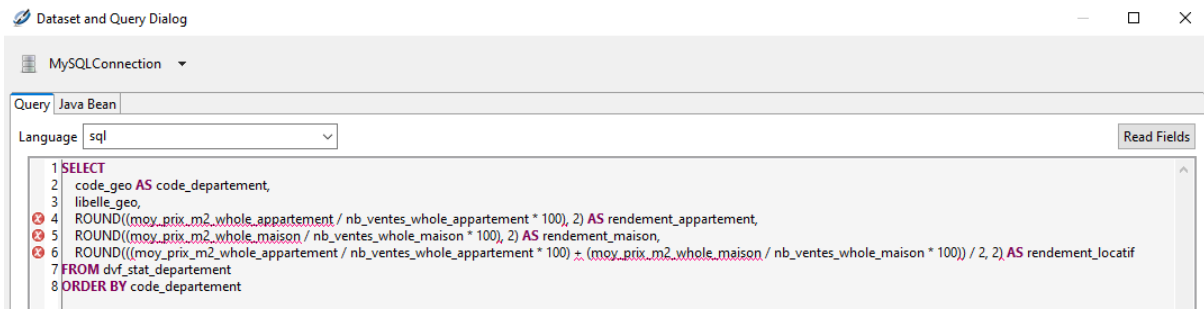 Dataset and Query Dialog
MySQLConnection
Query Java Bean
Language sql Read Fields
1 SELECT
2 code_geo AS code_departement,
3 libelle_geo,
4 ROUND((moy_prix_m2_whole_appartement / nb_ventes_whole_appartement * 100), 2) AS rendement_appartement,
5 ROUND((moy_prix_m2_whole_maison / nb_ventes_whole_maison * 100), 2) AS rendement_maison,
6 ROUND(((moy_prix_m2_whole_appartement / nb_ventes_whole_appartement * 100) + (moy_prix_m2_whole_maison / nb_ventes_whole_maison * 100)) / 2, 2) AS rendement_locatif
7 FROM dvf_stat_departement
8 ORDER BY code_departement